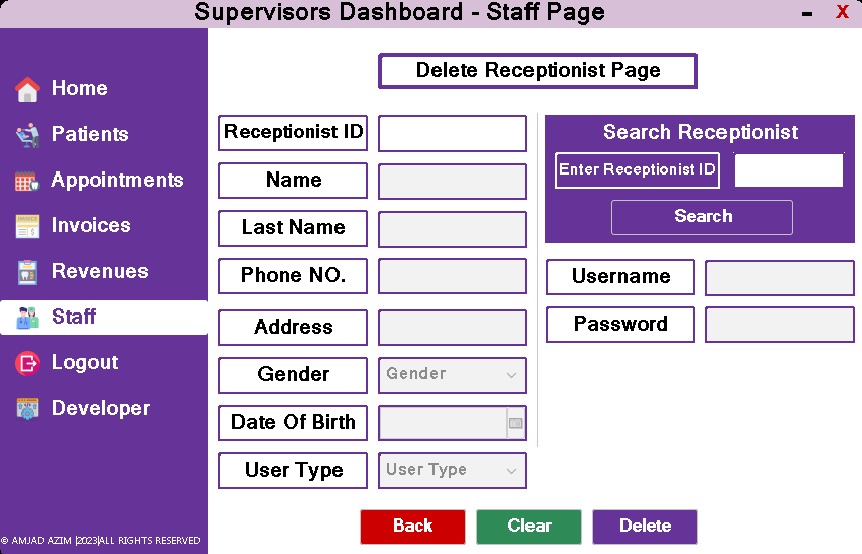 Supervisors Dashboard - Staff Page
X
Home
Patients
Appointments
Invoices
Revenues
Staff
Logout
Developer
© AMJAD AZIM |2023|ALL RIGHTS RESERVED
Delete Receptionist Page
Receptionist ID
Name
Last Name
Phone NO.
Address
Gender
Gender
Date Of Birth
User Type
User Type
Search Receptionist
Enter Receptionist ID
Search
Username
Password
Back
Clear
Delete